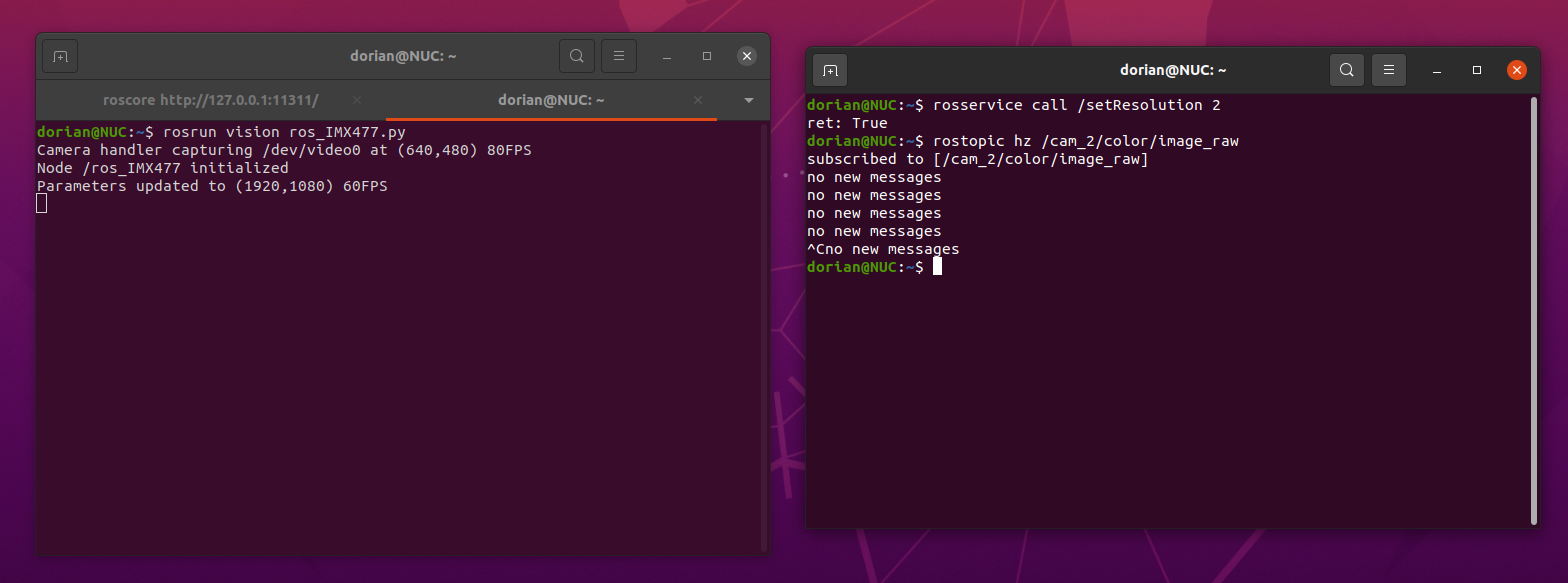 dorian@NUC: ~
roscore http://127.0.0.1:11311/
dorian@NUC: ~
dorian@NUC:~$ rosrun vision ros_IMX477.py
Camera handler capturing /dev/video0 at (640,480) 80FPS
Node /ros_IMX477 initialized
Parameters updated to (1920,1080) 60FPS
dorian@NUC: ~
dorian@NUC:~$ rosservice call /setResolution 2
ret: True
dorian@NUC:~$ rostopic hz /cam_2/color/image_raw
subscribed to [/cam_2/color/image_raw]
no new messages
no new messages
no new messages
no new messages
^Cno new messages
dorian@NUC:~$